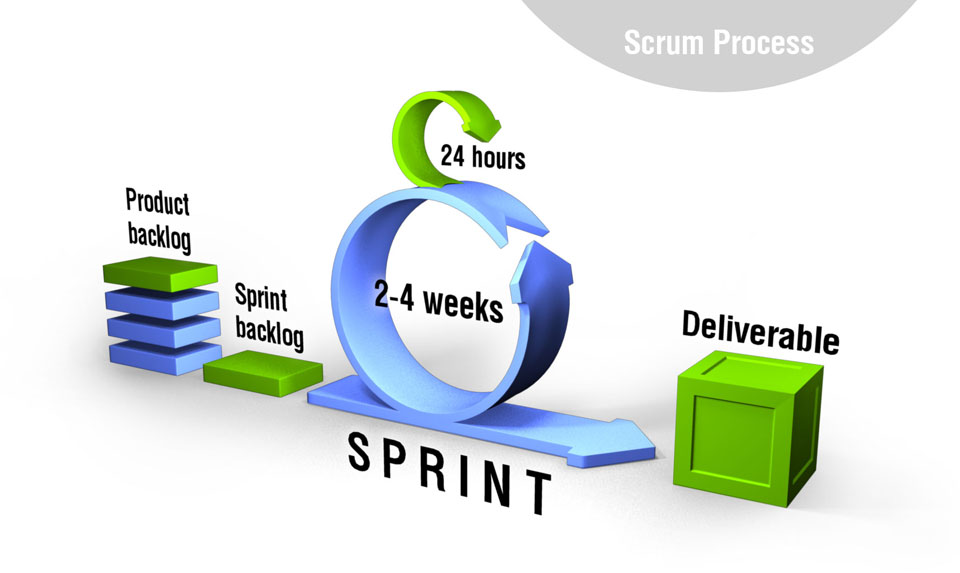 Scrum Process
24 hours
Product
backlog
Sprint
backlog
2-4 weeks
Deliverable
SPRINT